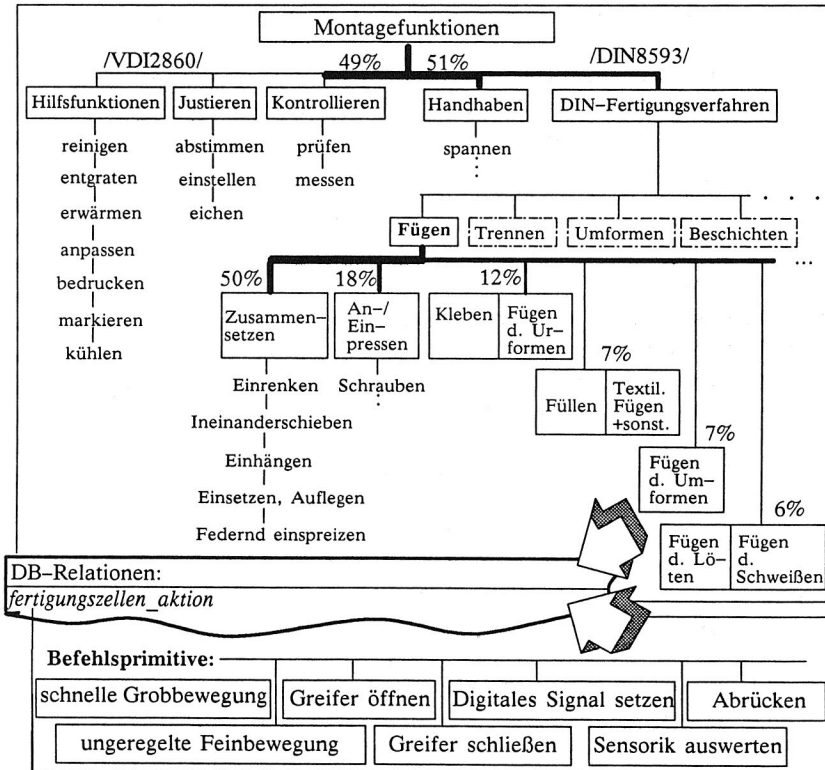 Montagefunktionen
/VDI2860/
49%
51%
/DIN8593/
Hilfsfunktionen
Justieren
Kontrollieren
Handhaben
DIN–Fertigungsverfahren
reinigen
abstimmen
prüfen
spannen
entgraten
einstellen
messen
erwärmen
eichen
anpassen
bedrucken
markieren
kühlen
Fügen
Trennen
Umformen
Beschichten
50%
18%
12%
Zusammen–
setzen
An–/
Ein–
pressen
Kleben
Fügen
d. Ur–
formen
Einrenken
Schrauben
Ineinanderschieben
Einhängen
Einsetzen, Auflegen
Federnd einspreizen
7%
Füllen
Textil.
Fügen
+sonst.
7%
Fügen
d. Um–
formen
6%
Fügen
d. Lö–
ten
Fügen
d.
Schweißen
DB–Relationen:
fertigungszellen_aktion
Befehlsprimitive:
schnelle Grobbewegung
Greifer öffnen
Digitales Signal setzen
Abrücken
ungeregelte Feinbewegung
Greifer schließen
Sensorik auswerten